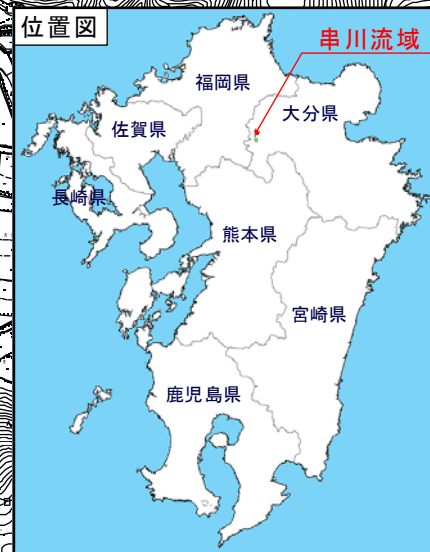 位置図
串川流域
福岡県
大分県
佐賀県
長崎県
熊本県
宮崎県
鹿児島県